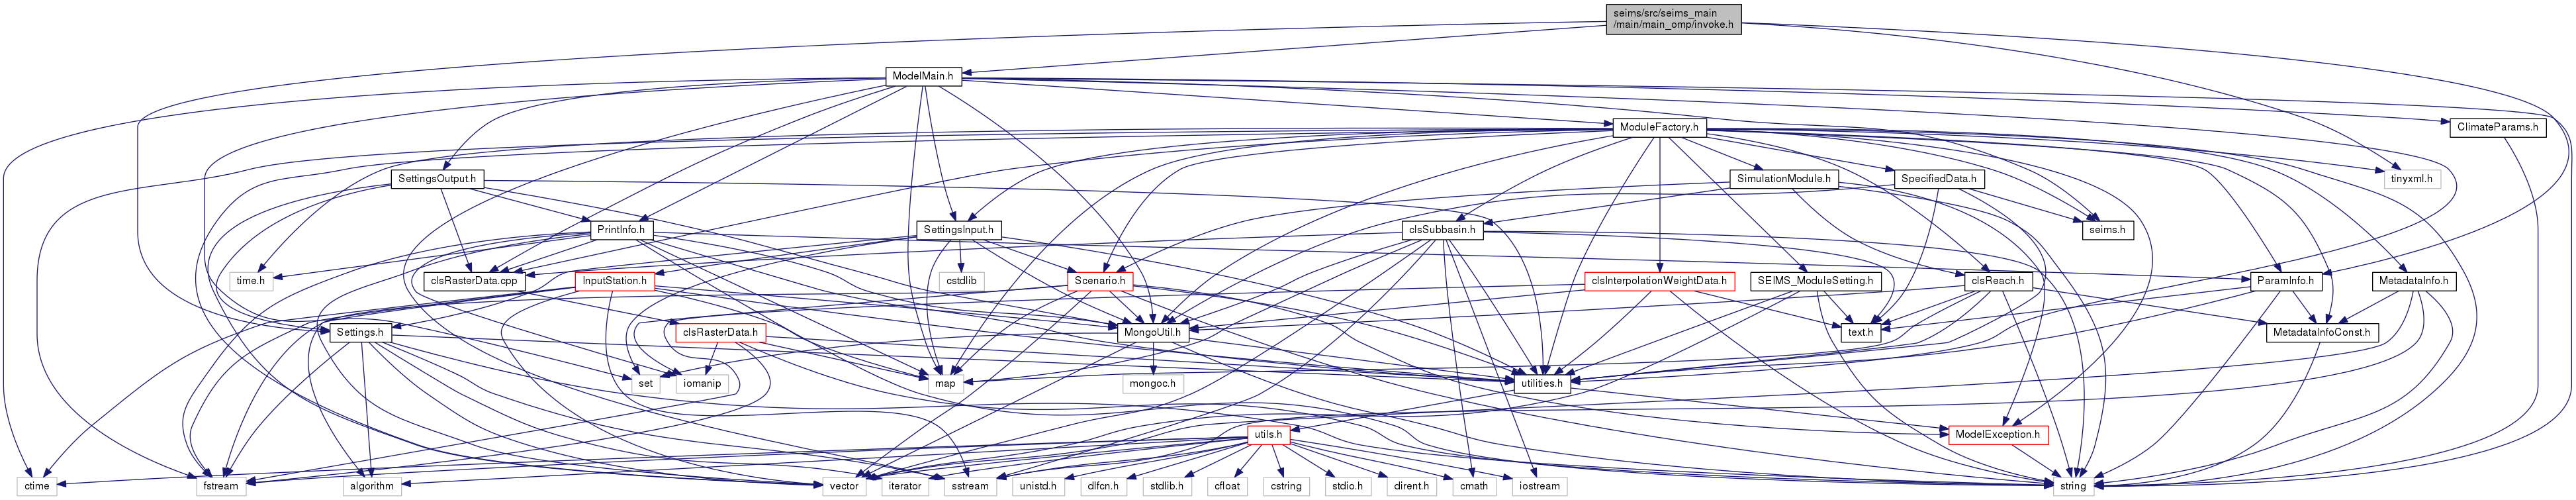 seims/src/seims_main
/main/main_omp/invoke.h
ModelMain.h
ModuleFactory.h
ClimateParams.h
SettingsOutput.h
SimulationModule.h
SpecifiedData.h
tinyxml.h
PrintInfo.h
SettingsInput.h
clsSubbasin.h
seims.h
time.h
clsRasterData.cpp
InputStation.h
cstdlib
Scenario.h
clsInterpolationWeightData.h
SEIMS_ModuleSetting.h
clsReach.h
ParamInfo.h
MetadataInfo.h
Settings.h
clsRasterData.h
MongoUtil.h
text.h
MetadataInfoConst.h
set
iomanip
map
mongoc.h
utilities.h
utils.h
ModelException.h
ctime
fstream
algorithm
vector
iterator
sstream
unistd.h
dlfcn.h
stdlib.h
cfloat
cstring
stdio.h
dirent.h
cmath
iostream
string